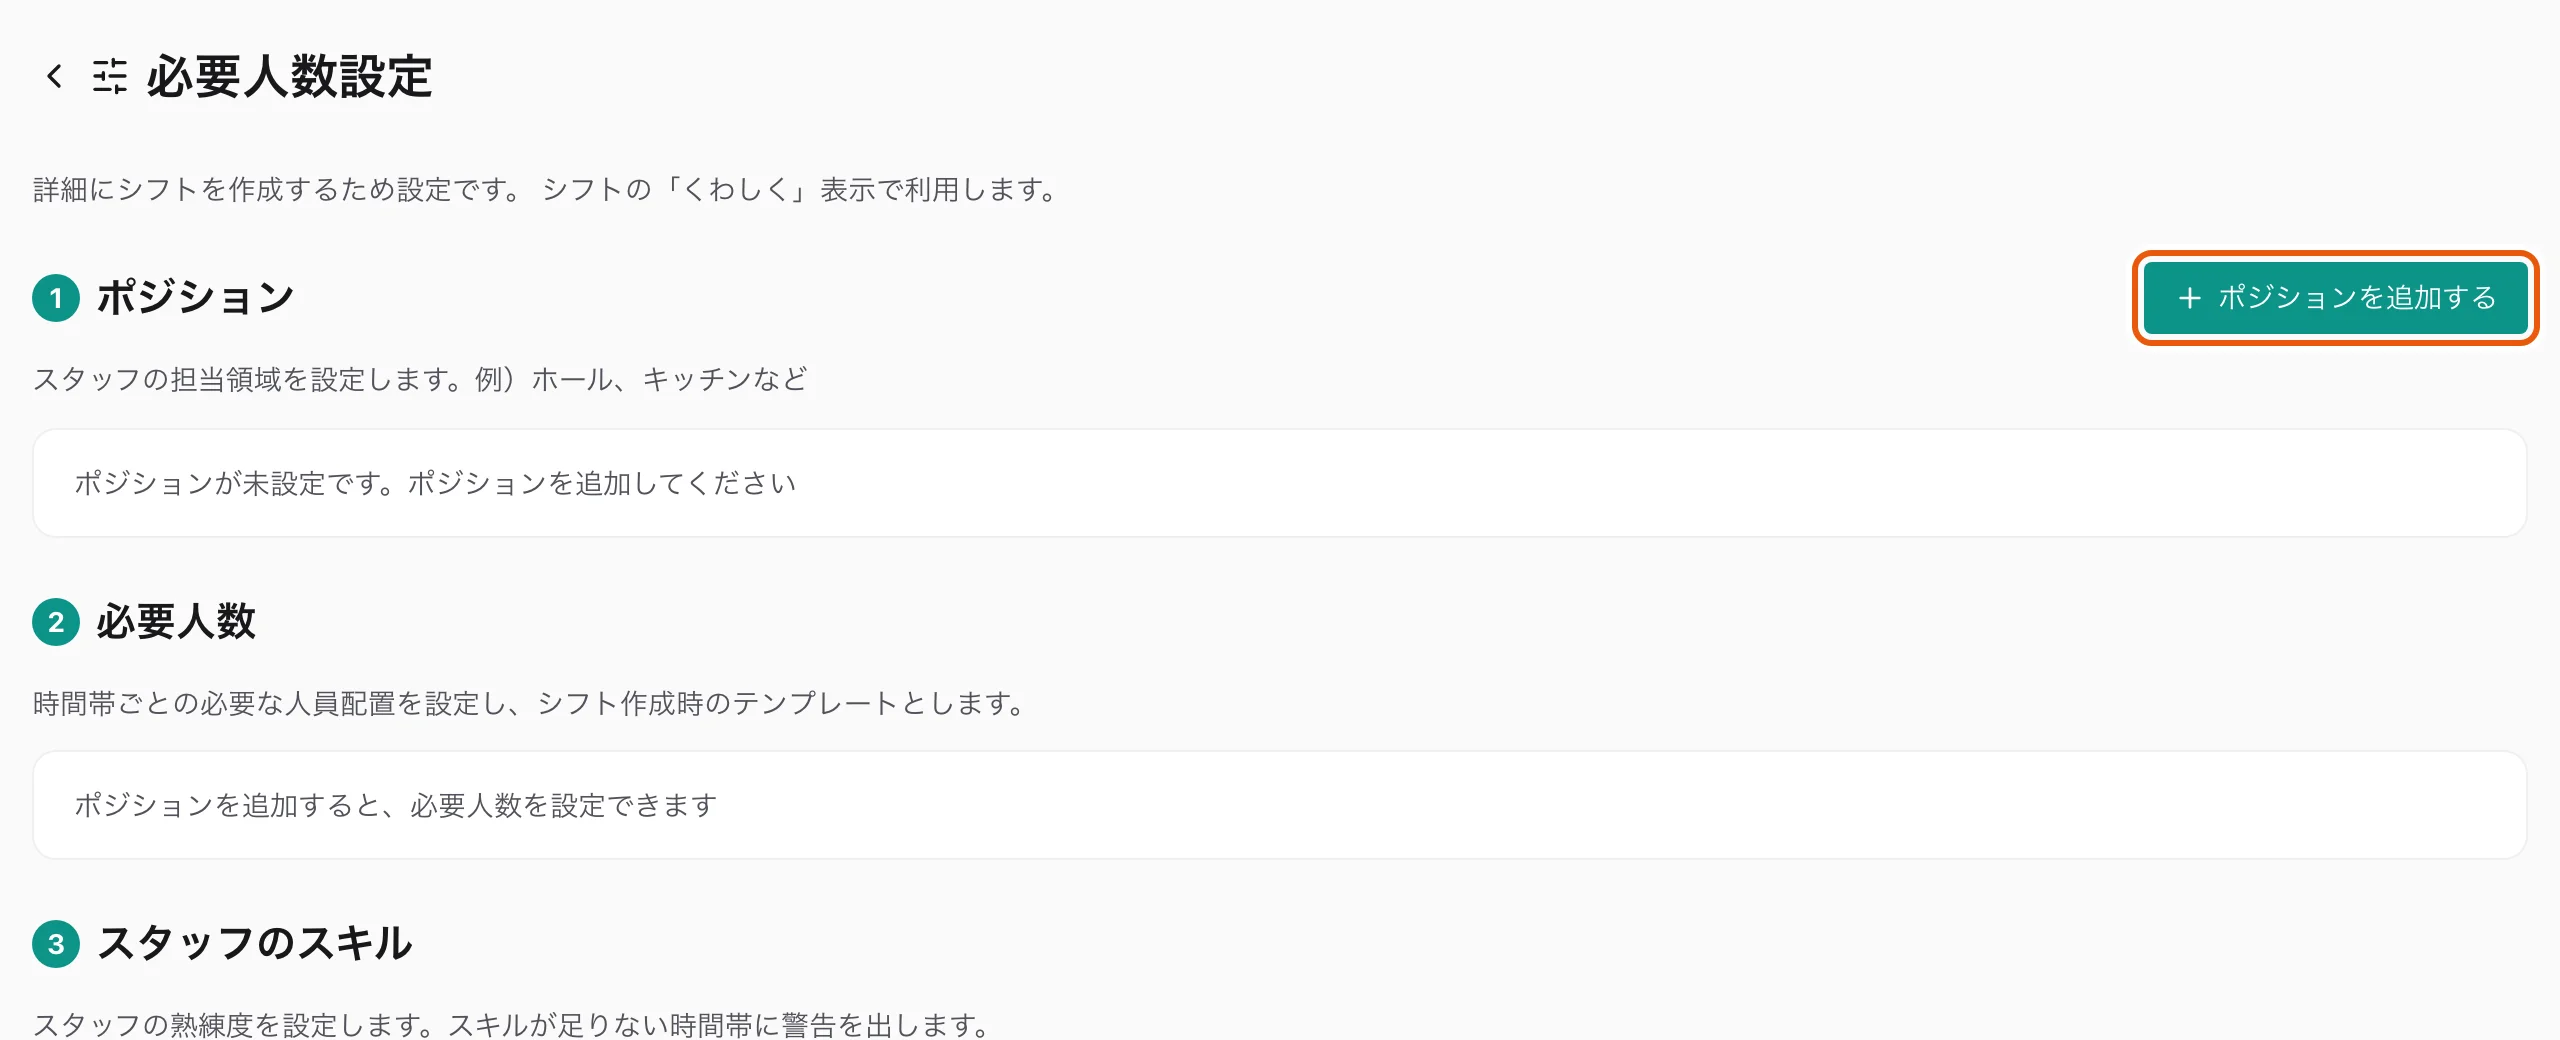 必要人数設定
詳細にシフトを作成するため設定です。 シフトの「くわしく」表示で利用します。
1 ポジション
+ ポジションを追加する
スタッフの担当領域を設定します。例）ホール、キッチンなど
ポジションが未設定です。ポジションを追加してください
2 必要人数
時間帯ごとの必要な人員配置を設定し、シフト作成時のテンプレートとします。
ポジションを追加すると、必要人数を設定できます
3 スタッフのスキル
スタッフの熟練度を設定します。スキルが足りない時間帯に警告を出します。